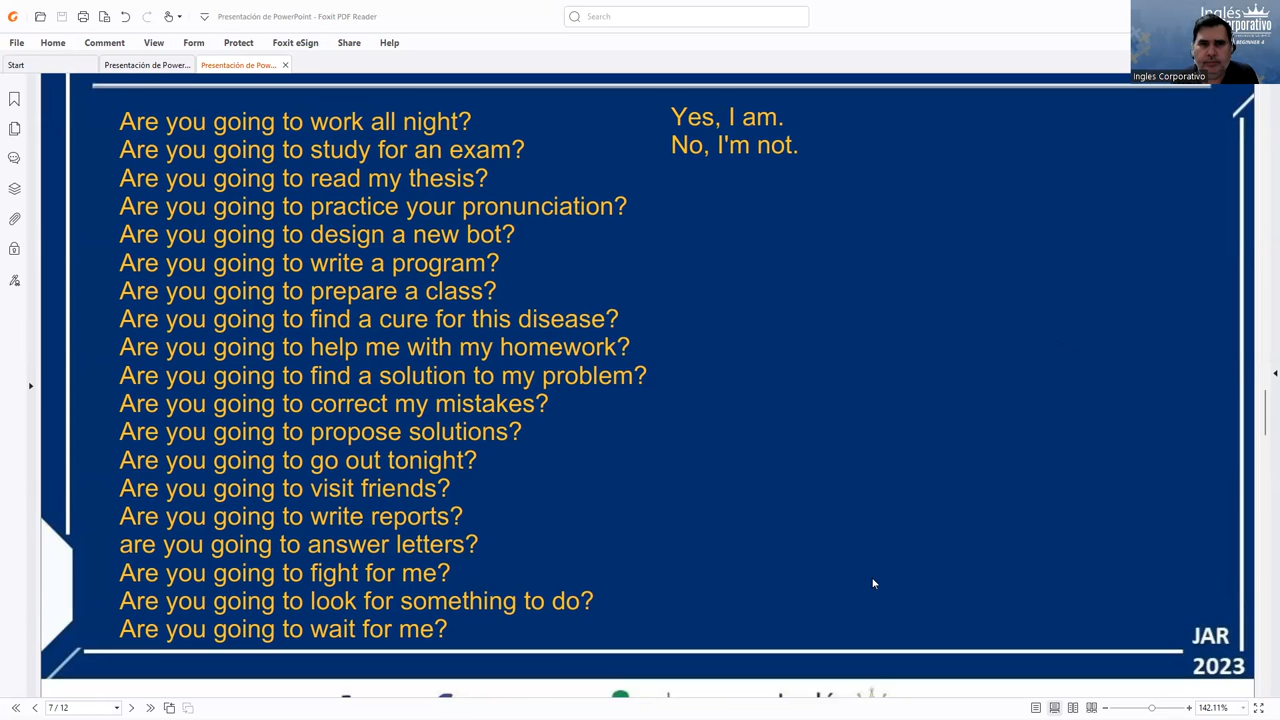 Presentación de PowerPoint - Foxit PDF Reader
Search
File Home Comment View Form Protect Foxit eSign Share Help
Start
Presentación de Power...
Presentación de Pow...
Inglés
Corporativo
BEGINNER 4
Ingles Corporativo
Are you going to work all night?
Are you going to study for an exam?
Are you going to read my thesis?
Are you going to practice your pronunciation?
Are you going to design a new bot?
Are you going to write a program?
Are you going to prepare a class?
Are you going to find a cure for this disease?
Are you going to help me with my homework?
Are you going to find a solution to my problem?
Are you going to correct my mistakes?
Are you going to propose solutions?
Are you going to go out tonight?
Are you going to visit friends?
Are you going to write reports?
are you going to answer letters?
Are you going to fight for me?
Are you going to look for something to do?
Are you going to wait for me?
Yes, I am.
No, I'm not.
JAR
2023
7 / 12
142.11%